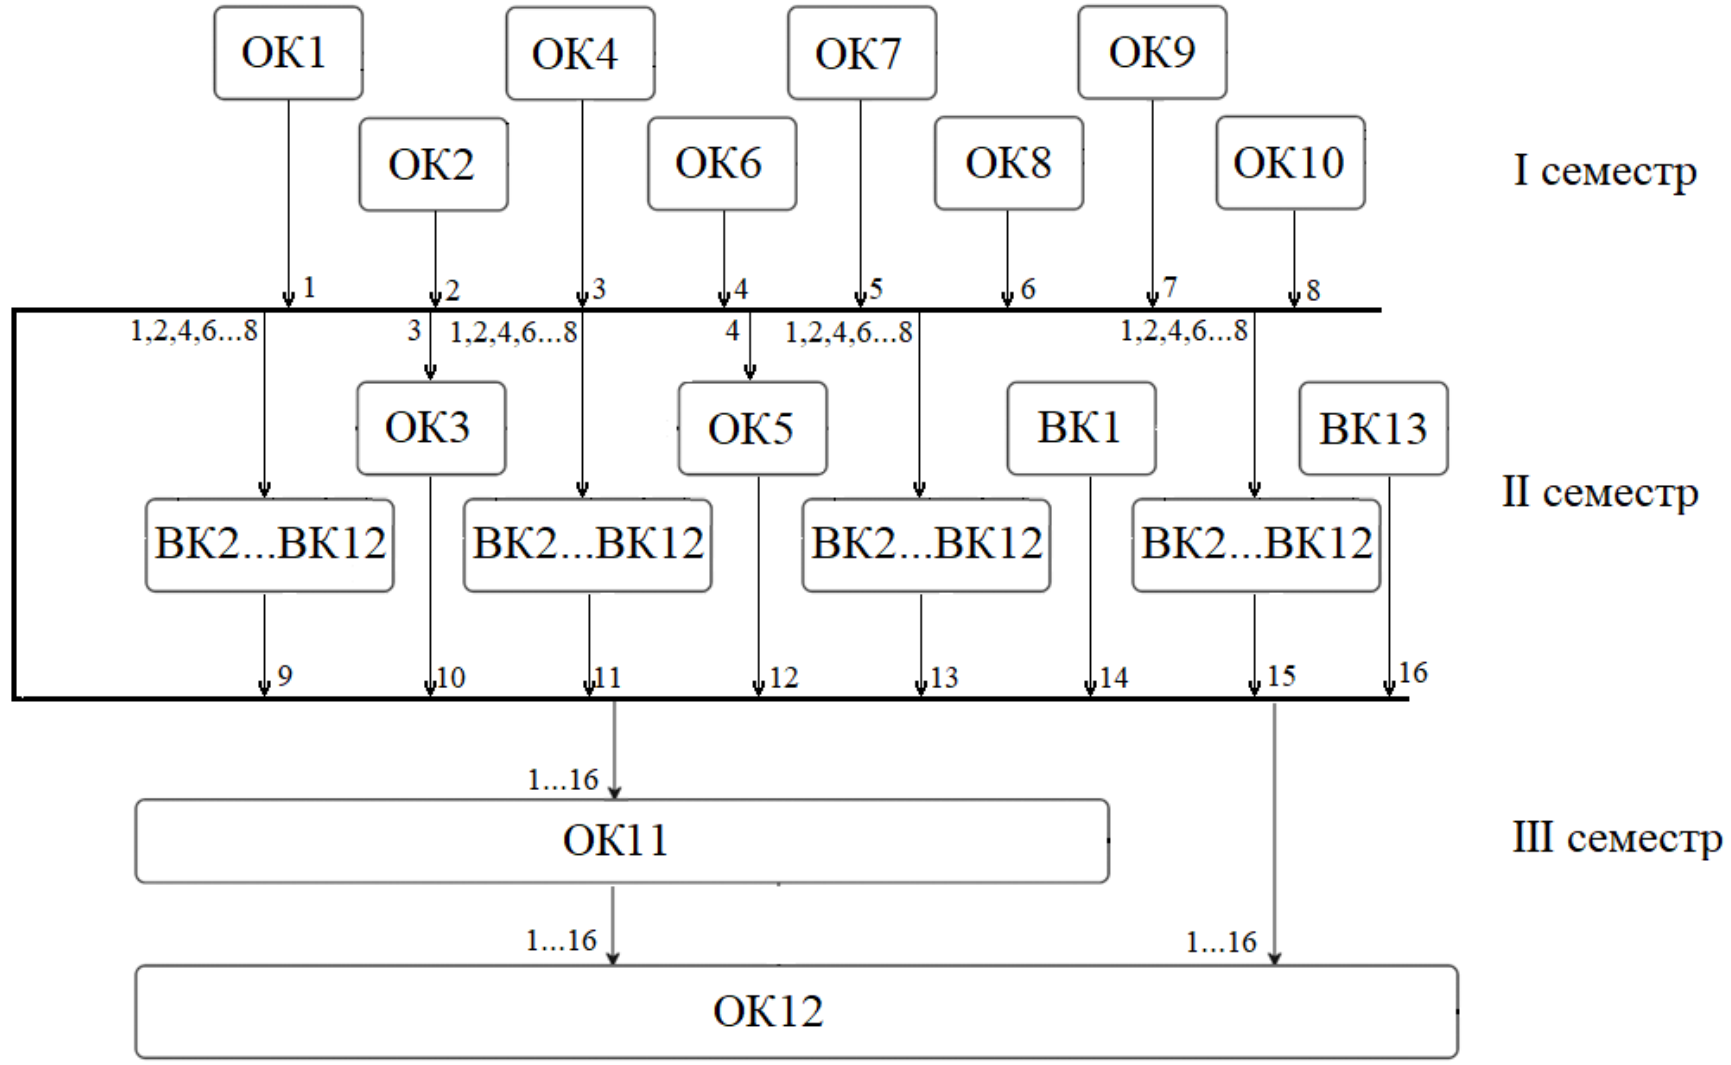 ОК1 ОК4 ОК7 ОК9
ОК2 ОК6 ОК8 ОК10 I семестр
1 2 3 4 5 6 7 8
1,2,4,6...8 3 1,2,4,6...8 4 1,2,4,6...8 1,2,4,6...8
ОК3 ОК5 ВК1 ВК13
II семестр
ВК2...ВК12 ВК2...ВК12 ВК2...ВК12 ВК2...ВК12
9 10 11 12 13 14 15 16
1...16
ОК11 III семестр
1...16 1...16
ОК12